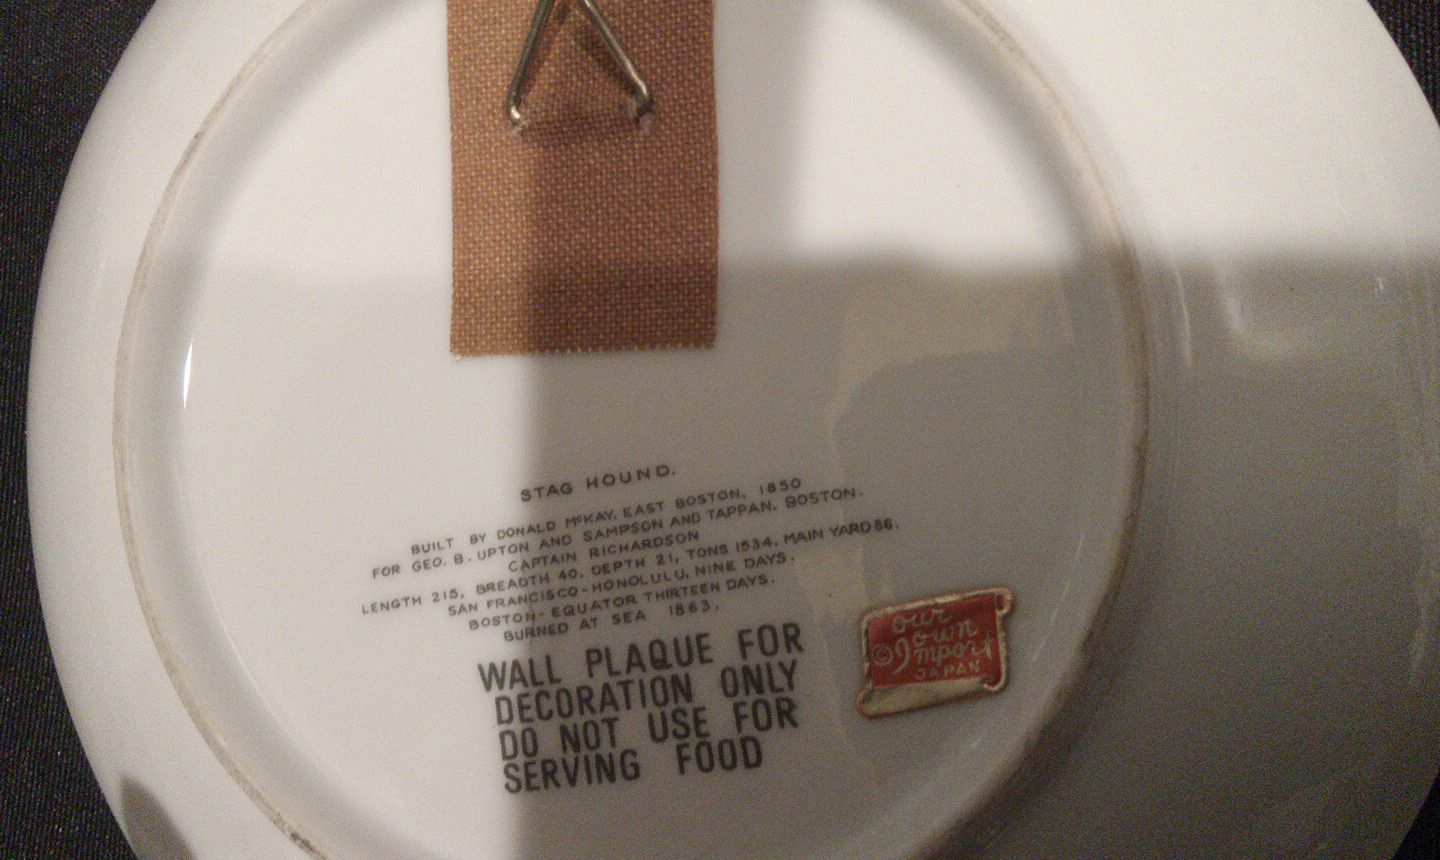 STAG HOUND.
BUILT BY DONALD McKAY, EAST BOSTON, 1850
FOR GEO. B. UPTON AND SAMPSON AND TAPPAN, BOSTON.
CAPTAIN RICHARDSON
LENGTH 215, BREADTH 40, DEPTH 21, TONS 1534, MAIN YARD 86.
SAN FRANCISCO-HONOLULU, NINE DAYS.
BOSTON-EQUATOR THIRTEEN DAYS.
BURNED AT SEA 1863.
WALL PLAQUE FOR
DECORATION ONLY
DO NOT USE FOR
SERVING FOOD
our
own
© Import
JAPAN